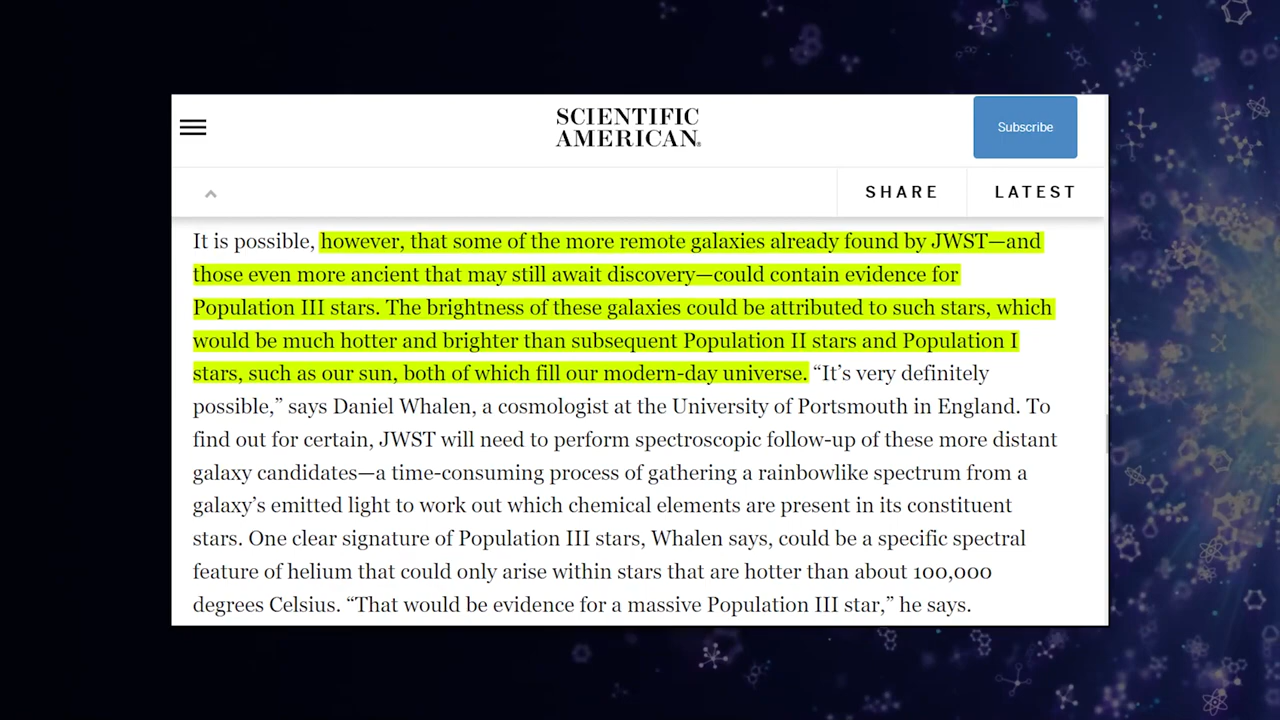 SCIENTIFIC
AMERICAN®
Subscribe
SHARE
LATEST
It is possible, however, that some of the more remote galaxies already found by JWST—and
those even more ancient that may still await discovery—could contain evidence for
Population III stars. The brightness of these galaxies could be attributed to such stars, which
would be much hotter and brighter than subsequent Population II stars and Population I
stars, such as our sun, both of which fill our modern-day universe. “It’s very definitely
possible,” says Daniel Whalen, a cosmologist at the University of Portsmouth in England. To
find out for certain, JWST will need to perform spectroscopic follow-up of these more distant
galaxy candidates—a time-consuming process of gathering a rainbowlike spectrum from a
galaxy’s emitted light to work out which chemical elements are present in its constituent
stars. One clear signature of Population III stars, Whalen says, could be a specific spectral
feature of helium that could only arise within stars that are hotter than about 100,000
degrees Celsius. “That would be evidence for a massive Population III star,” he says.